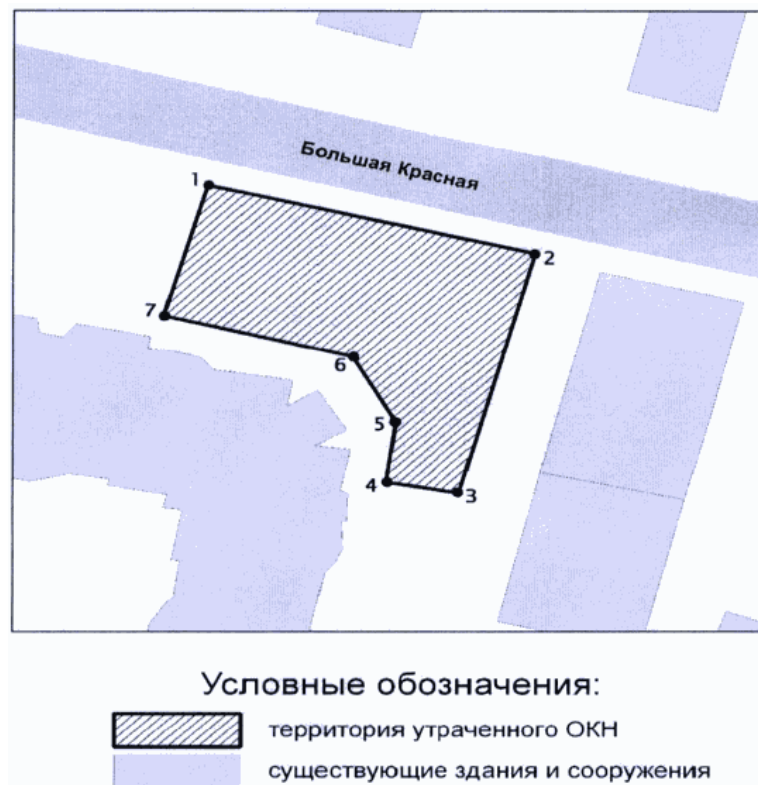 Большая Красная
1
2
7
6
5
4
3
Условные обозначения:
территория утраченного ОКН
существующие здания и сооружения